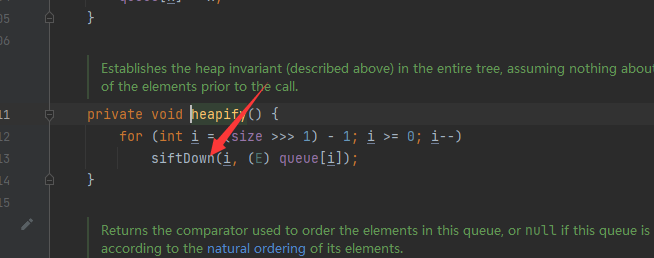 05 }
06
Establishes the heap invariant (described above) in the entire tree, assuming nothing about
of the elements prior to the call.
11 private void heapify() {
12 for (int i = (size >>> 1) - 1; i >= 0; i--)
13 siftDown(i, (E) queue[i]);
14 }
15
Returns the comparator used to order the elements in this queue, or null if this queue is
according to the natural ordering of its elements.